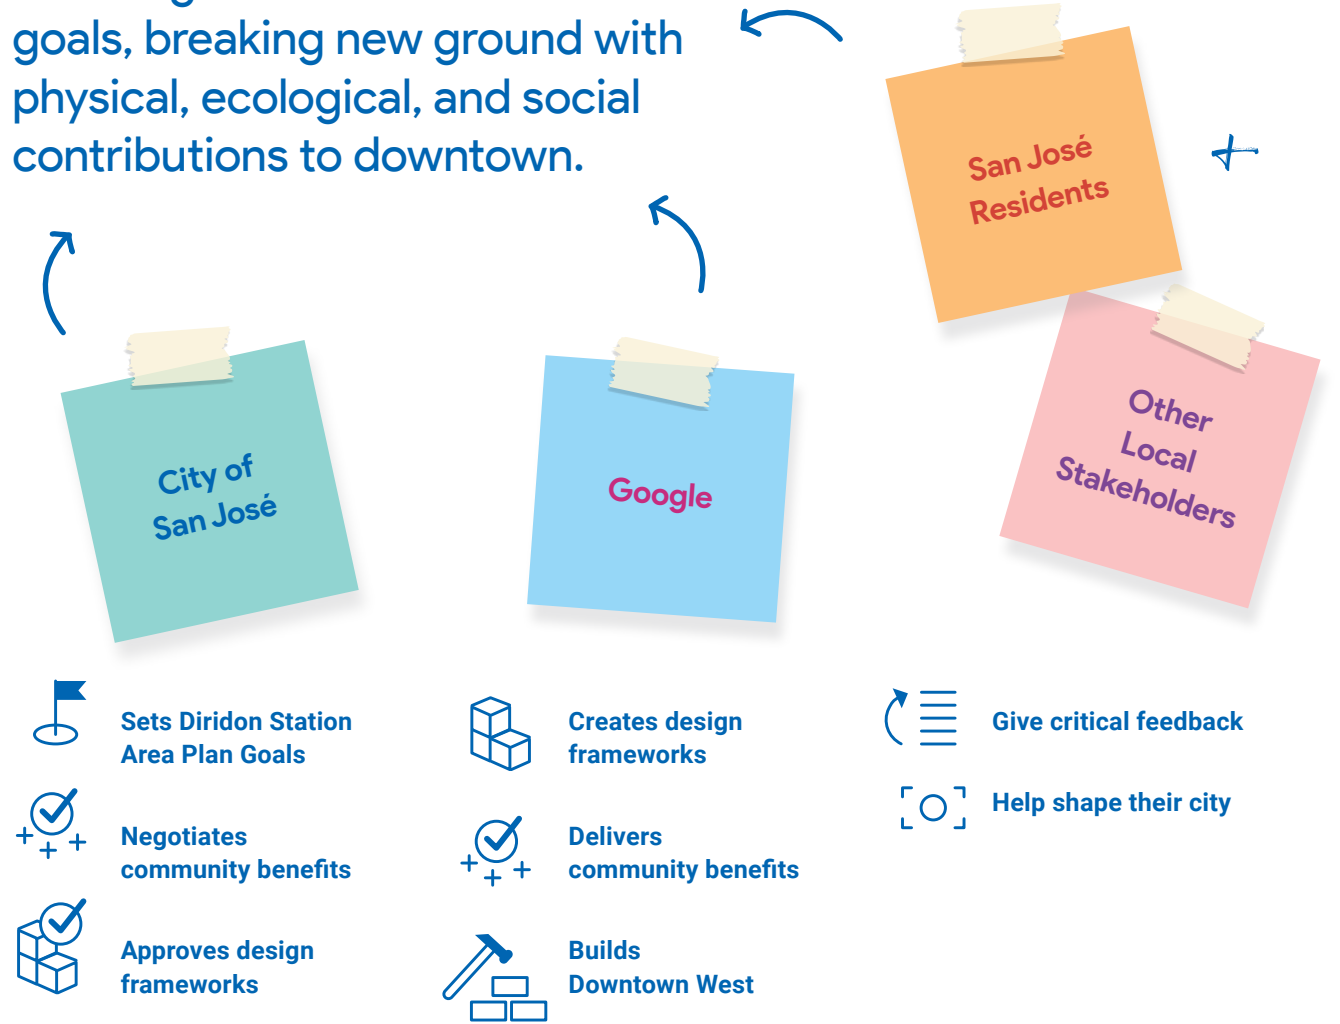 goals, breaking new ground with
physical, ecological, and social
contributions to downtown.
San José
Residents
+
Other
Local
Stakeholders
City of
San José
Google
Sets Diridon Station
Area Plan Goals
Negotiates
community benefits
Approves design
frameworks
Creates design
frameworks
Delivers
community benefits
Builds
Downtown West
Give critical feedback
Help shape their city